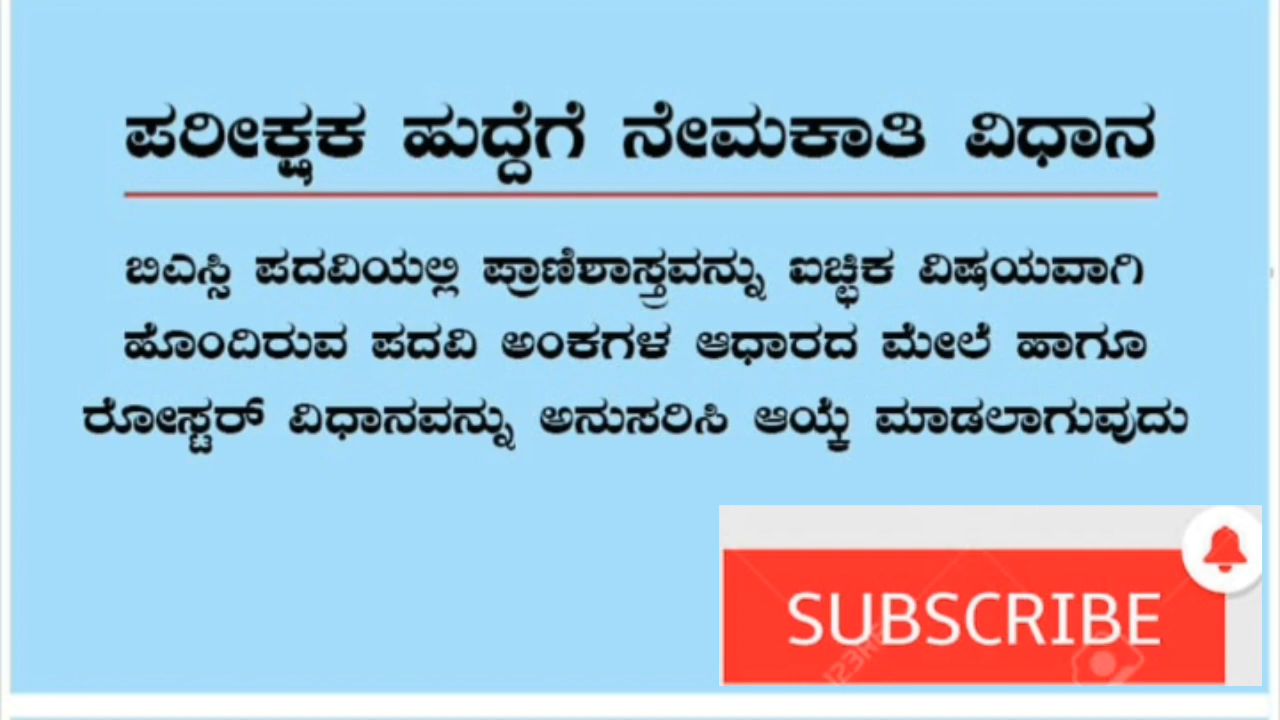 ಪರೀಕ್ಷಕ ಹುದ್ದೆಗೆ ನೇಮಕಾತಿ ವಿಧಾನ
ಬಿಎಸ್ಸಿ ಪದವಿಯಲ್ಲಿ ಪ್ರಾಣಿಶಾಸ್ತ್ರವನ್ನು ಐಚ್ಛಿಕ ವಿಷಯವಾಗಿ
ಹೊಂದಿರುವ ಪದವಿ ಅಂಕಗಳ ಆಧಾರದ ಮೇಲೆ ಹಾಗೂ
ರೋಸ್ಟರ್ ವಿಧಾನವನ್ನು ಅನುಸರಿಸಿ ಆಯ್ಕೆ ಮಾಡಲಾಗುವುದು
SUBSCRIBE